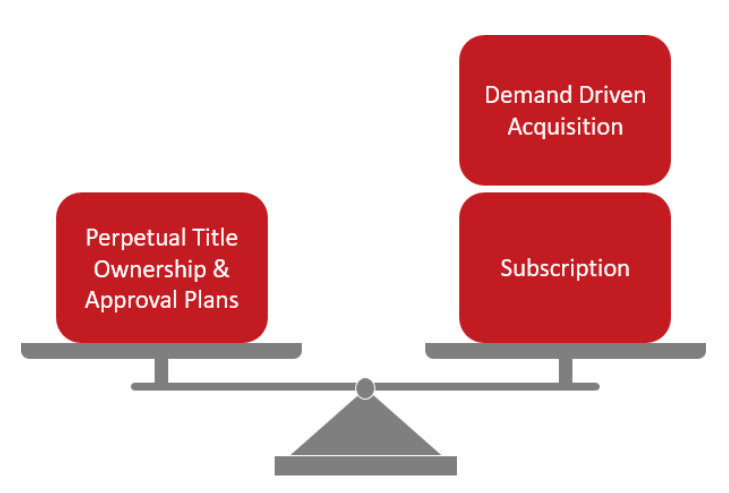 Perpetual Title
Ownership &
Approval Plans
Demand Driven
Acquisition
Subscription